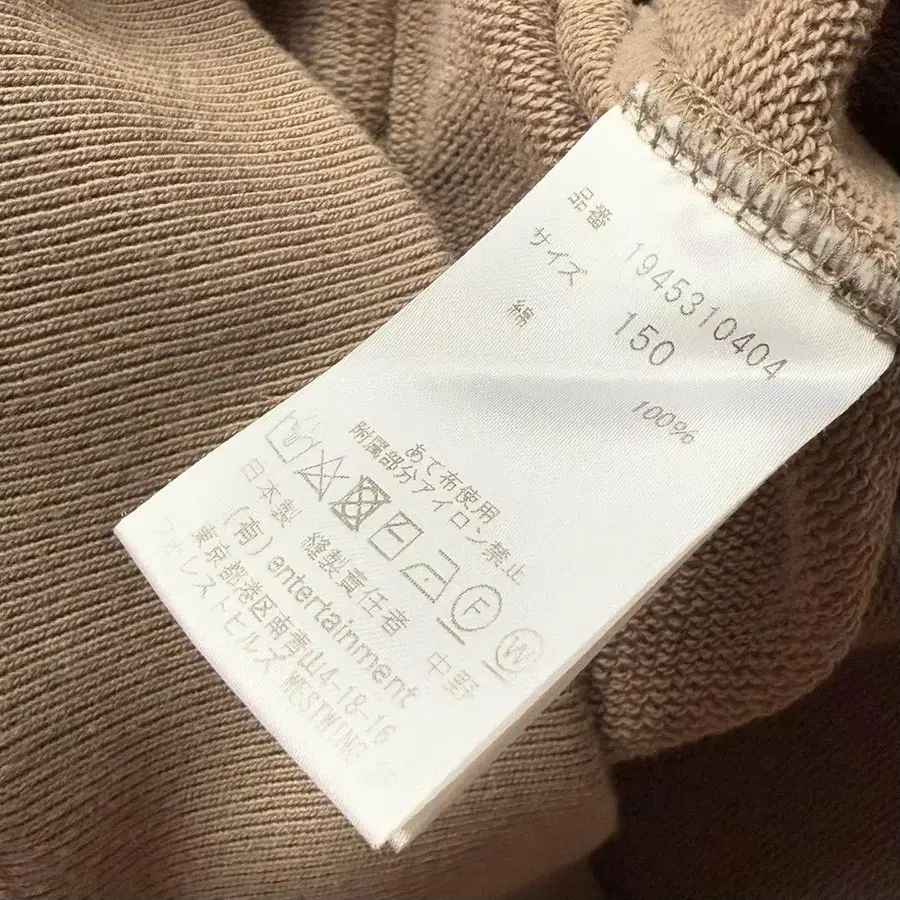 品番 1945310404
サイズ 150
綿 100%
あて布使用
附属部分アイロン禁止
F W
日本製 縫製責任者 中野
(有) entertainment
東京都港区南青山4-18-16
フォレストヒルズ WESTWING